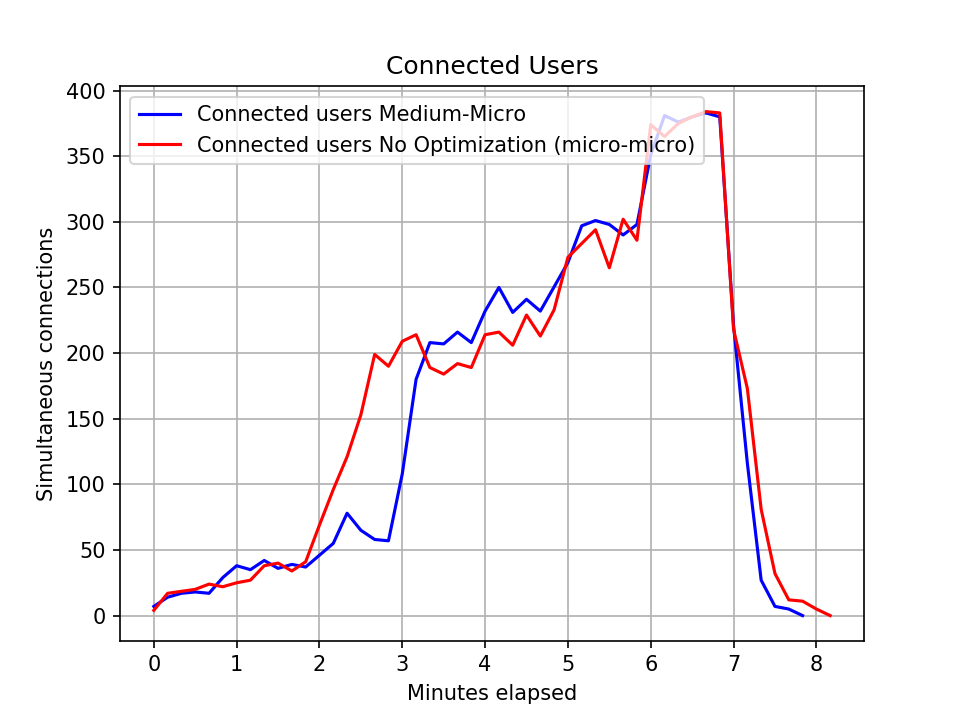 Connected Users
400
350
300
250
200
150
100
50
0
Simultaneous connections
Connected users Medium-Micro
Connected users No Optimization (micro-micro)
0 1 2 3 4 5 6 7 8
Minutes elapsed